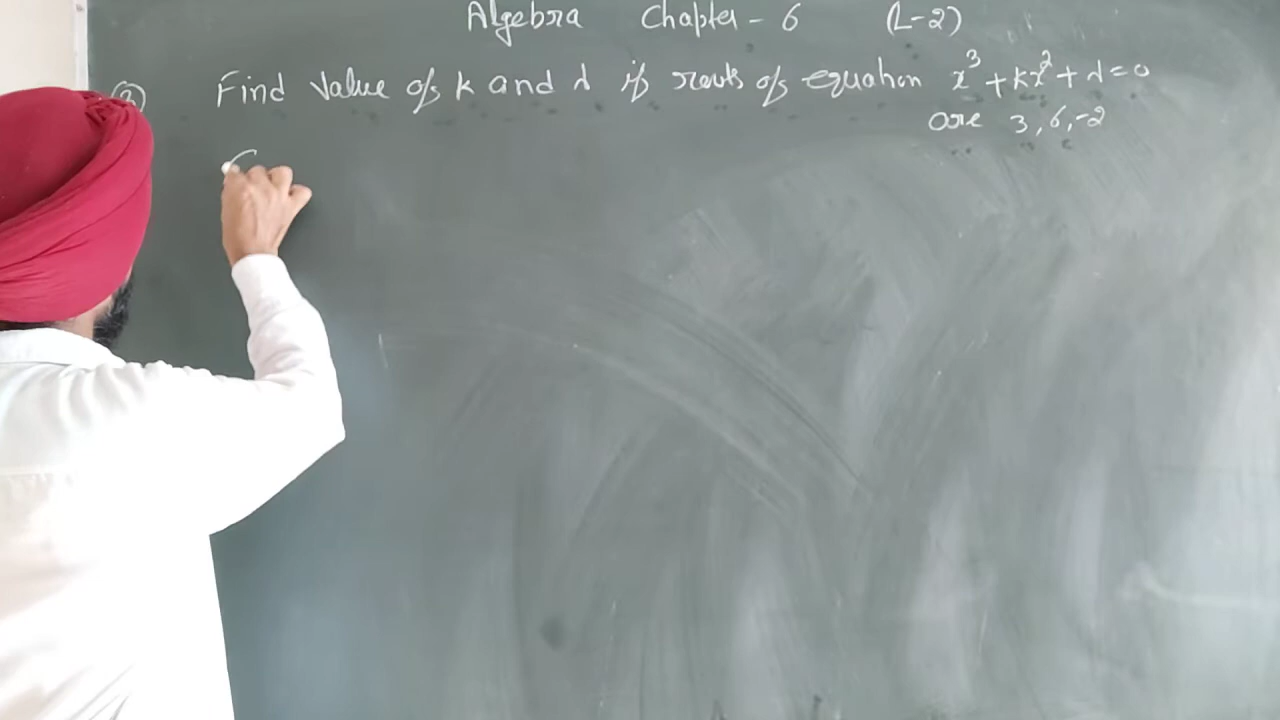 Algebra Chapter - 6 (L-2)
Q Find Value of k and λ if roots of equation x³ + kx² + λ = 0
are 3, 6, -2